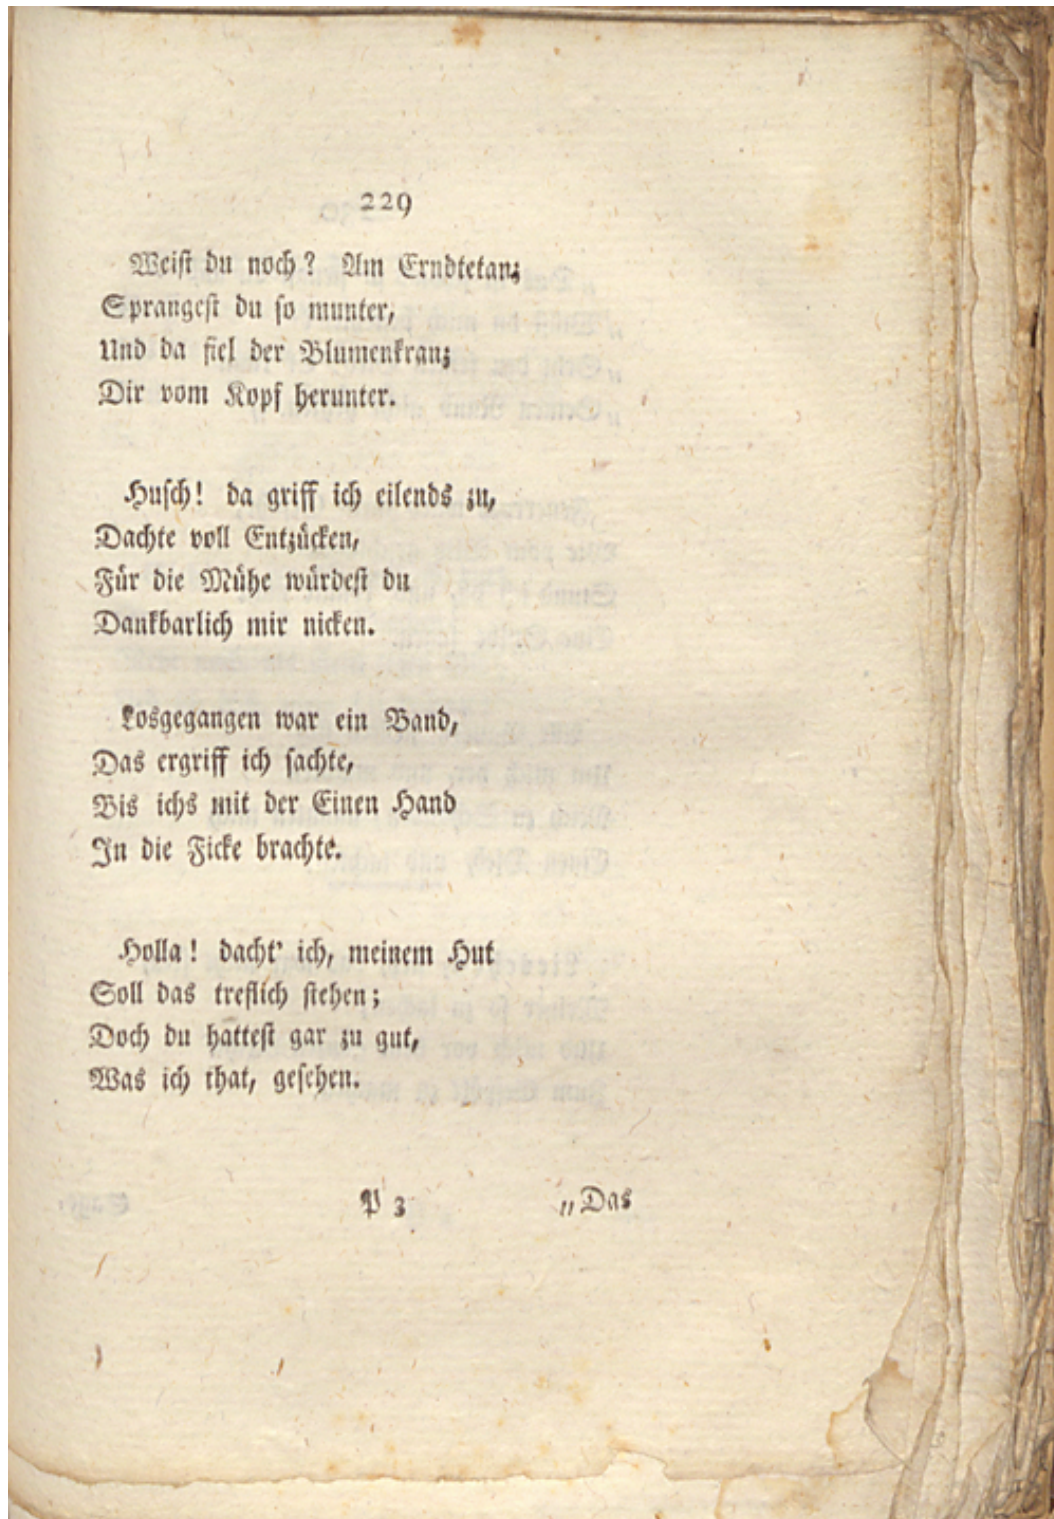 229
Weist du noch? Am Erndtetanz
Sprangest du so munter,
Und da fiel der Blumenkranz
Dir vom Kopf herunter.
Husch! da griff ich eilends zu,
Dachte voll Entzücken,
Für die Mühe würdest du
Dankbarlich mir nicken.
Losgegangen war ein Band,
Das ergriff ich sachte,
Bis ichs mit der Einen Hand
In die Ficke brachte.
Holla! dacht' ich, meinem Hut
Soll das treflich stehen;
Doch du hattest gar zu gut,
Was ich that, gesehen.
P 3 „Das